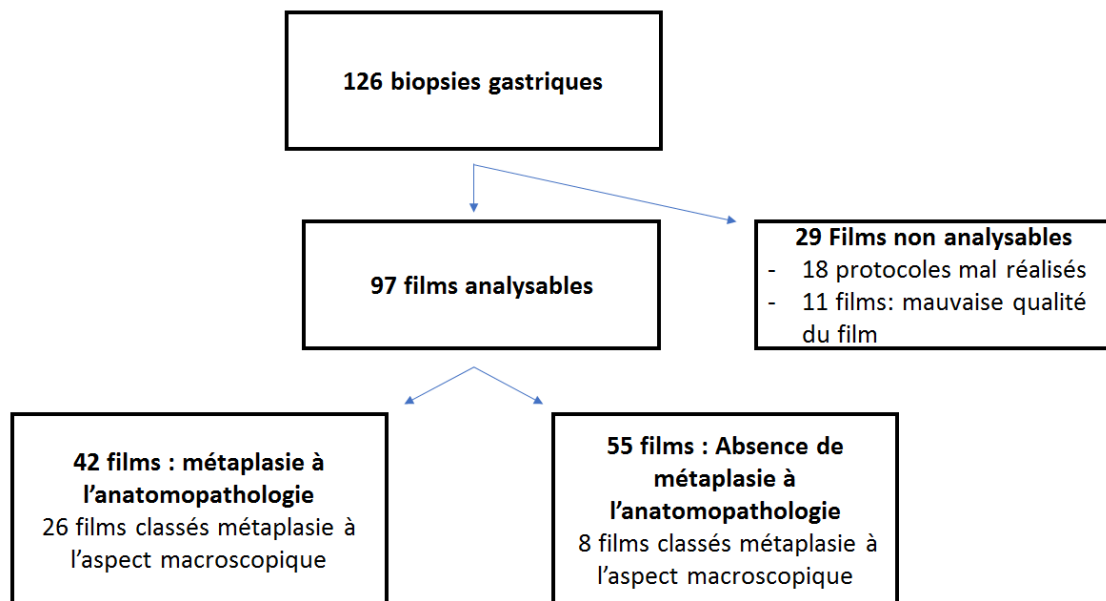 126 biopsies gastriques
97 films analysables
29 Films non analysables
- 18 protocoles mal réalisés
- 11 films: mauvaise qualité
du film
42 films : métaplasie à
l’anatomopathologie
26 films classés métaplasie à
l’aspect macroscopique
55 films : Absence de
métaplasie à
l’anatomopathologie
8 films classés métaplasie à
l’aspect macroscopique